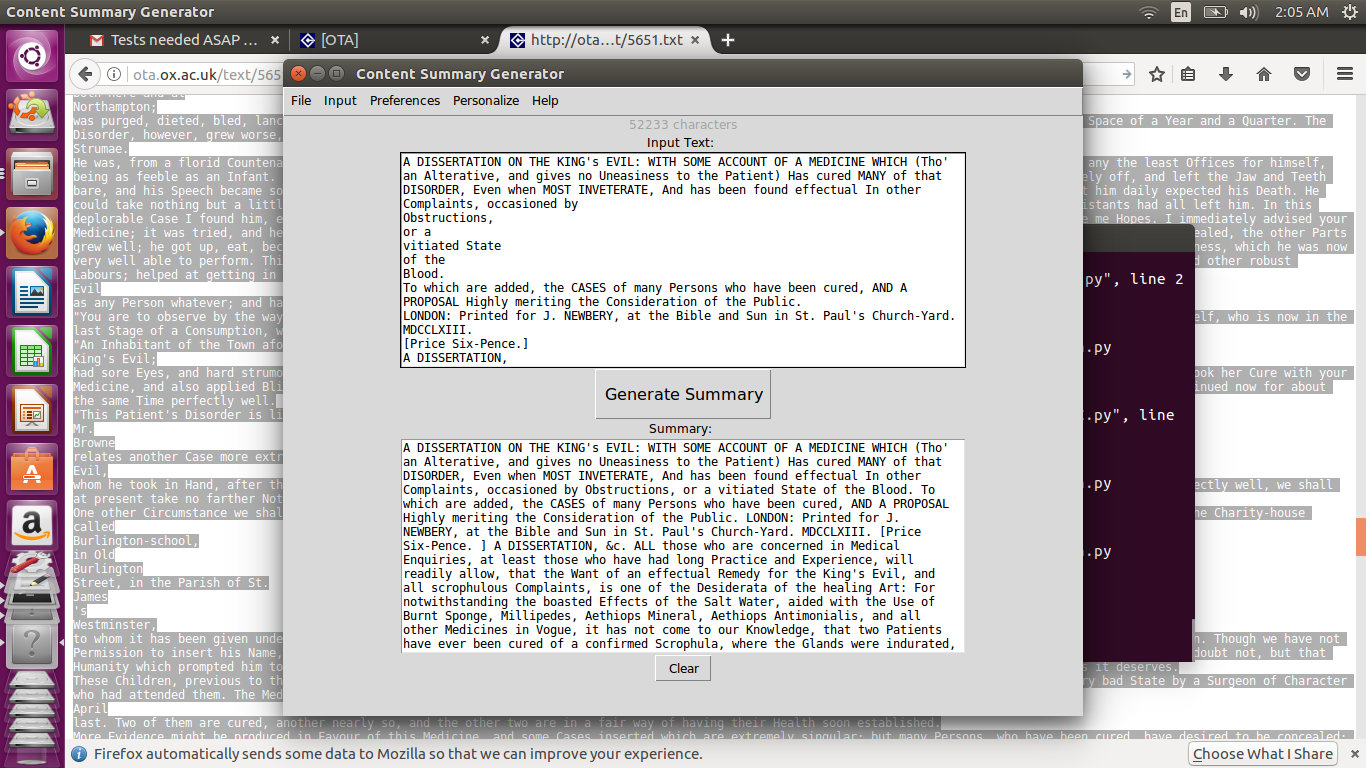 Content Summary Generator
En
2:05 AM
Tests needed ASAP ...
[OTA]
http://ota...t/5651.txt
ota.ox.ac.uk/text/565
Content Summary Generator
File Input Preferences Personalize Help
52233 characters
Input Text:
A DISSERTATION ON THE KING's EVIL: WITH SOME ACCOUNT OF A MEDICINE WHICH (Tho'
an Alterative, and gives no Uneasiness to the Patient) Has cured MANY of that
DISORDER, Even when MOST INVETERATE, And has been found effectual In other
Complaints, occasioned by
Obstructions,
or a
vitiated State
of the
Blood.
To which are added, the CASES of many Persons who have been cured, AND A
PROPOSAL Highly meriting the Consideration of the Public.
LONDON: Printed for J. NEWBERY, at the Bible and Sun in St. Paul's Church-Yard.
MDCCLXIII.
[Price Six-Pence.]
A DISSERTATION,
Generate Summary
Summary:
A DISSERTATION ON THE KING's EVIL: WITH SOME ACCOUNT OF A MEDICINE WHICH (Tho'
an Alterative, and gives no Uneasiness to the Patient) Has cured MANY of that
DISORDER, Even when MOST INVETERATE, And has been found effectual In other
Complaints, occasioned by Obstructions, or a vitiated State of the Blood. To
which are added, the CASES of many Persons who have been cured, AND A PROPOSAL
Highly meriting the Consideration of the Public. LONDON: Printed for J.
NEWBERY, at the Bible and Sun in St. Paul's Church-Yard. MDCCLXIII. [Price
Six-Pence. ] A DISSERTATION, &c. ALL those who are concerned in Medical
Enquiries, at least those who have had long Practice and Experience, will
readily allow, that the Want of an effectual Remedy for the King's Evil, and
all scrophulous Complaints, is one of the Desiderata of the healing Art: For
notwithstanding the boasted Effects of the Salt Water, aided with the Use of
Burnt Sponge, Millipedes, Aethiops Mineral, Aethiops Antimonialis, and all
other Medicines in Vogue, it has not come to our Knowledge, that two Patients
have ever been cured of a confirmed Scrophula, where the Glands were indurated,
Clear
Northampton;
was purged, dieted, bled, lanc
Space of a Year and a Quarter. The
Disorder, however, grew worse,
Strumae.
He was, from a florid Countena
any the least Offices for himself,
being as feeble as an Infant.
ly off, and left the Jaw and Teeth
bare, and his Speech became so
t him daily expected his Death. He
could take nothing but a littl
istants had all left him. In this
deplorable Case I found him, e
e me Hopes. I immediately advised your
Medicine; it was tried, and he
ealed, the other Parts
grew well; he got up, eat, bec
ness, which he was now
very well able to perform. Thi
d other robust
Labours; helped at getting in
Evil
as any Person whatever; and ha
"You are to observe by the way
elf, who is now in the
last Stage of a Consumption, w
"An Inhabitant of the Town afo
King's Evil;
had sore Eyes, and hard strumo
ook her Cure with your
Medicine, and also applied Bli
inued now for about
the same Time perfectly well.
"This Patient's Disorder is li
Mr.
Browne
relates another Case more extr
Evil,
whom he took in Hand, after th
ectly well, we shall
at present take no farther Not
One other Circumstance we shal
he Charity-house
called
Burlington-school,
in Old
Burlington
Street, in the Parish of St.
James
's
Westminster,
to whom it has been given unde
n. Though we have not
Permission to insert his Name,
doubt not, but that
Humanity which prompted him to
s it deserves.
These Children, previous to th
ry bad State by a Surgeon of Character
who had attended them. The Med
April
last. Two of them are cured, another nearly so, and the other two are in a fair way of having their Health soon established.
More Evidence might be produced in Favour of this Medicine, and some Cases inserted which are extremely singular; but many Persons, who have been cured, have desired to be concealed;
py", line 2
.py
.py", line
.py
.py
Firefox automatically sends some data to Mozilla so that we can improve your experience.
Choose What I Share